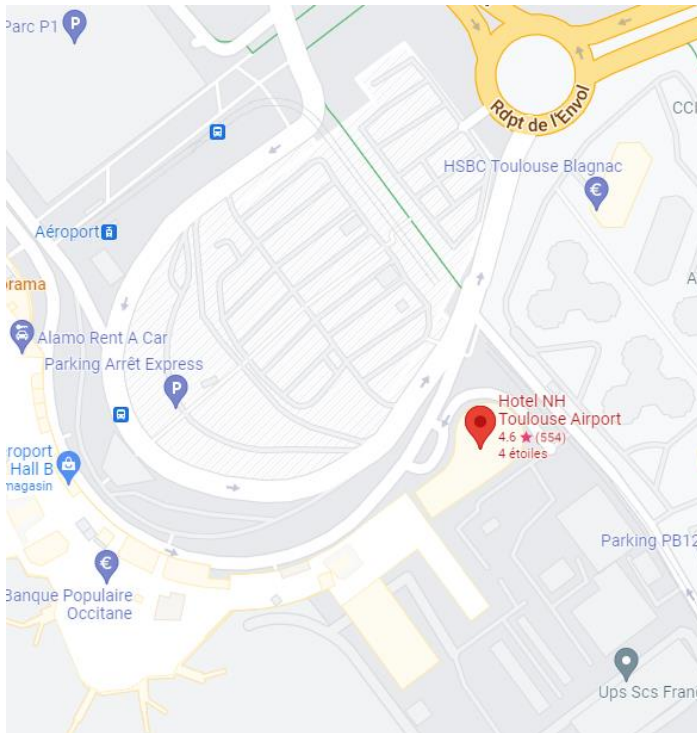 Parc P1
P
Rdpt de l'Envol
CCI
HSBC Toulouse Blagnac
€
Aéroport
A
orama
Alamo Rent A Car
Parking Arrêt Express
P
Hotel NH
Toulouse Airport
4.6 ★ (554)
4 étoiles
roport
Hall B
magasin
Parking PB12
€
Banque Populaire
Occitane
Ups Scs Fran